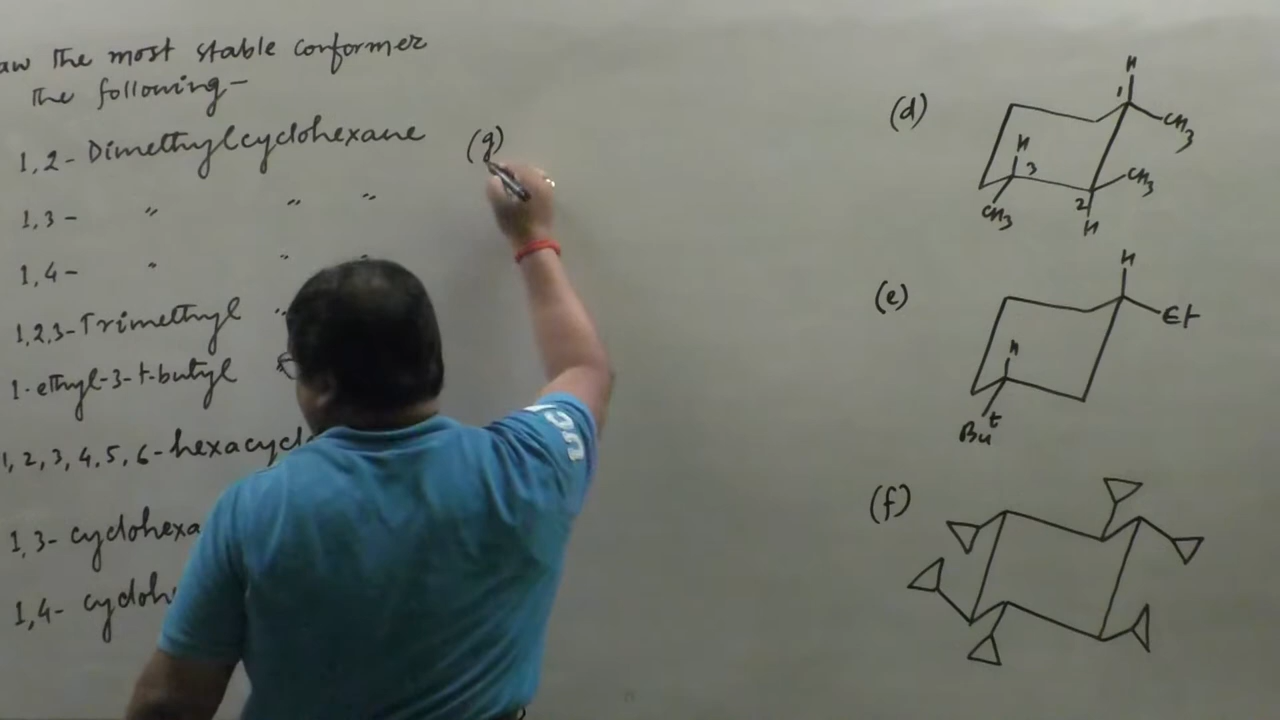 aw The most stable conformer
The following-
1,2- Dimethylcyclohexane
1,3- " " "
1,4- " " "
1,2,3-Trimethyl "
1-ethyl-3-t-butyl "
1,2,3,4,5,6-hexacycl
1,3- cyclohexa
1,4- cycloh
(g)
(d)
H
1
CH3
H
3
CH3
CH3
2
H
(e)
H
Et
H
But
(f)